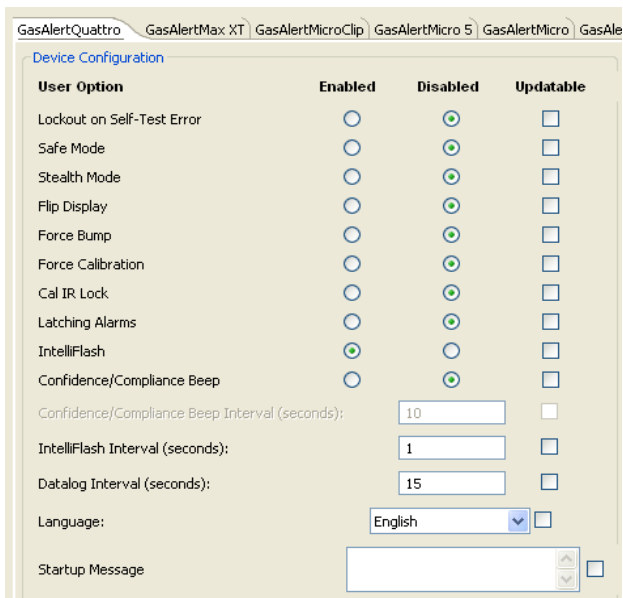 GasAlertQuattro GasAlertMax XT GasAlertMicroClip GasAlertMicro 5 GasAlertMicro GasAle
Device Configuration
User Option Enabled Disabled Updatable
Lockout on Self-Test Error
Safe Mode
Stealth Mode
Flip Display
Force Bump
Force Calibration
Cal IR Lock
Latching Alarms
IntelliFlash
Confidence/Compliance Beep
Confidence/Compliance Beep Interval (seconds): 10
IntelliFlash Interval (seconds): 1
Datalog Interval (seconds): 15
Language: English
Startup Message